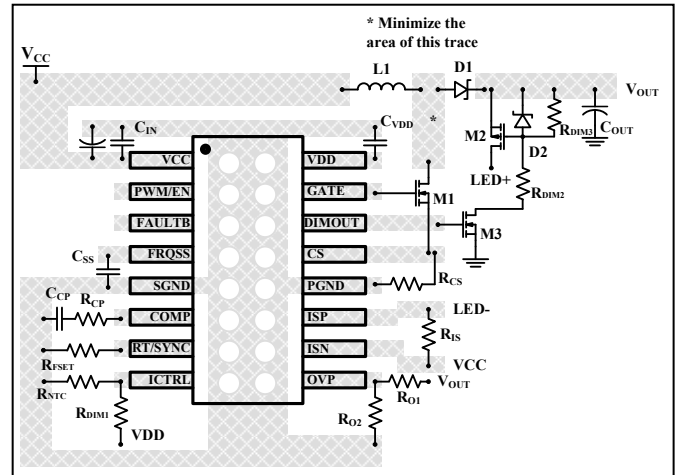 * Minimize the
area of this trace
VCC
L1
D1
VOUT
*
CIN
CVDD
M2
D2
RDIM3
COUT
LED+
RDIM2
VCC
VDD
PWM/EN
GATE
M1
FAULTB
DIMOUT
M3
CSS
FRQSS
CS
SGND
PGND
RCS
CCP
RCP
COMP
ISP
LED-
RIS
RFSET
RT/SYNC
ISN
VCC
RNTC
ICTRL
OVP
RO1
VOUT
RDIM1
VDD
RO2